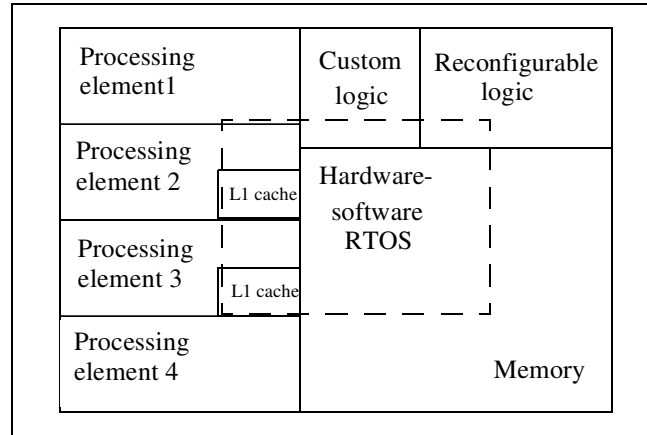 Processing
element1
Custom
logic
Reconfigurable
logic
Processing
element 2
L1 cache
Hardware-
software
RTOS
Processing
element 3
L1 cache
Processing
element 4
Memory